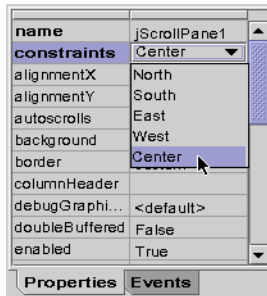 name jScrollPane1
constraints Center
alignmentX North
alignmentY South
autoscrolls East
background West
border Center
columnHeader
debugGraphi... <default>
doubleBuffered False
enabled True
Properties Events